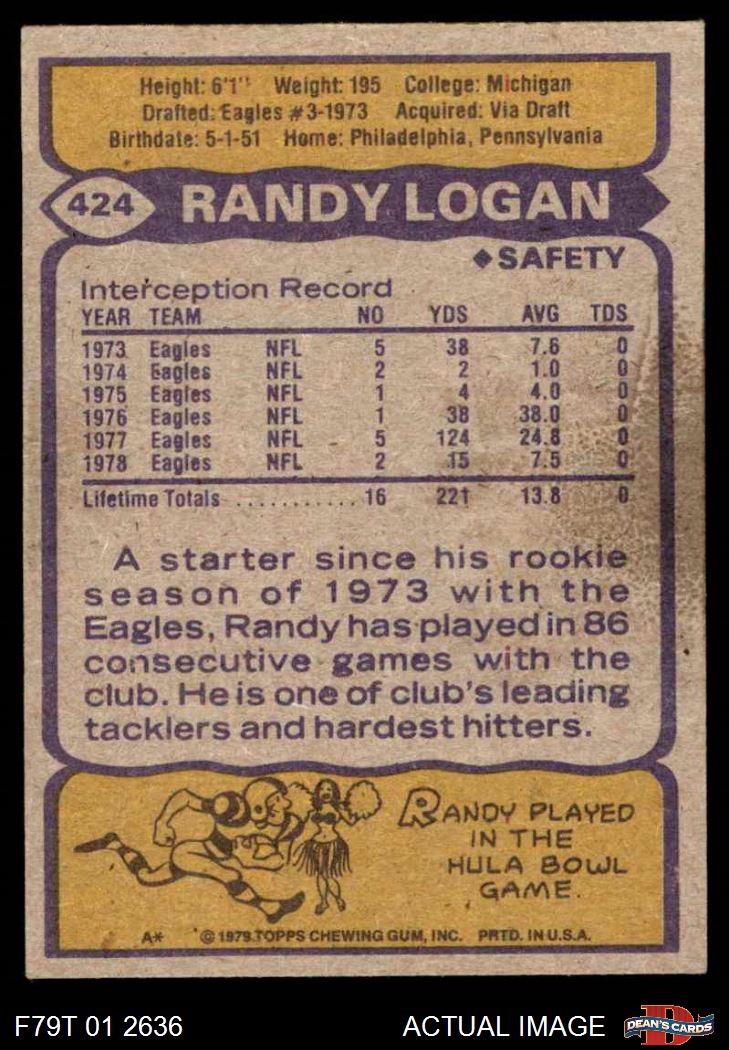 Height: 6'1" Weight: 195 College: Michigan
Drafted: Eagles #3-1973 Acquired: Via Draft
Birthdate: 5-1-51 Home: Philadelphia, Pennsylvania
424 RANDY LOGAN
◆SAFETY
Interception Record
YEAR TEAM NO YDS AVG TDS
1973 Eagles NFL 5 38 7.6 0
1974 Eagles NFL 2 2 1.0 0
1975 Eagles NFL 1 4 4.0 0
1976 Eagles NFL 1 38 38.0 0
1977 Eagles NFL 5 124 24.8 0
1978 Eagles NFL 2 15 7.5 0
Lifetime Totals ............ 16 221 13.8 0
A starter since his rookie
season of 1973 with the
Eagles, Randy has played in 86
consecutive games with the
club. He is one of club's leading
tacklers and hardest hitters.
RANDY PLAYED
IN THE
HULA BOWL
GAME.
A* © 1979 TOPPS CHEWING GUM, INC. PRTD. IN U.S.A.
F79T 01 2636 ACTUAL IMAGE D DEAN'S CARDS